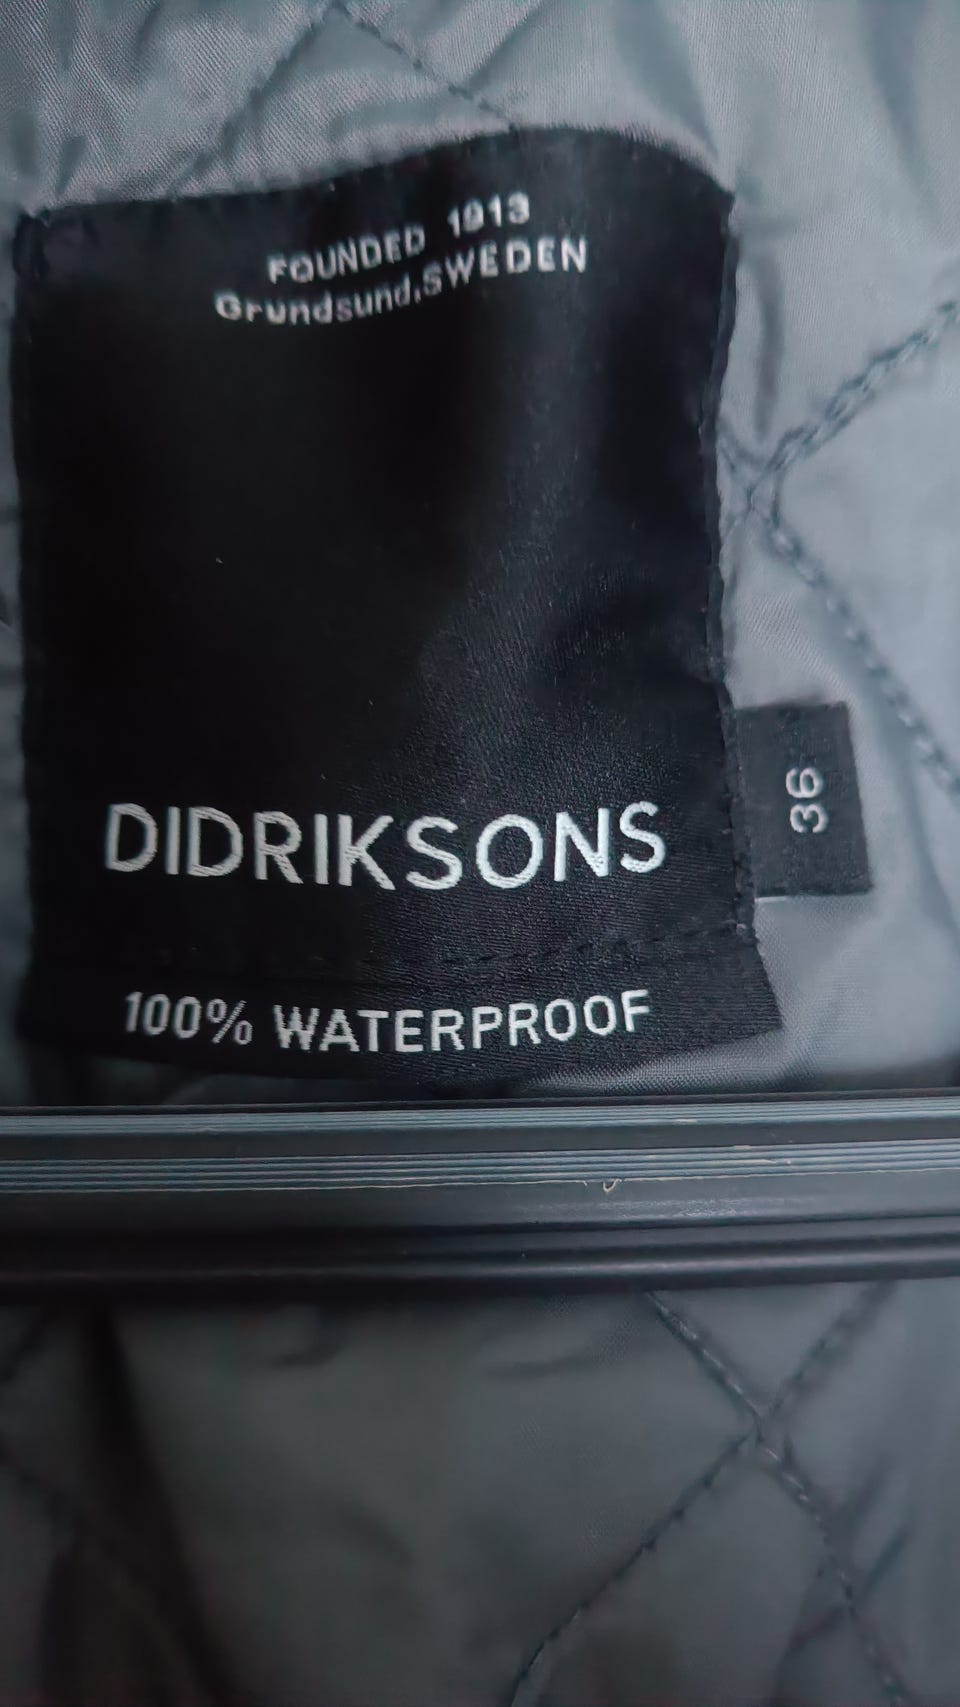 FOUNDED 1913
Grundsund.SWEDEN
DIDRIKSONS
36
100% WATERPROOF